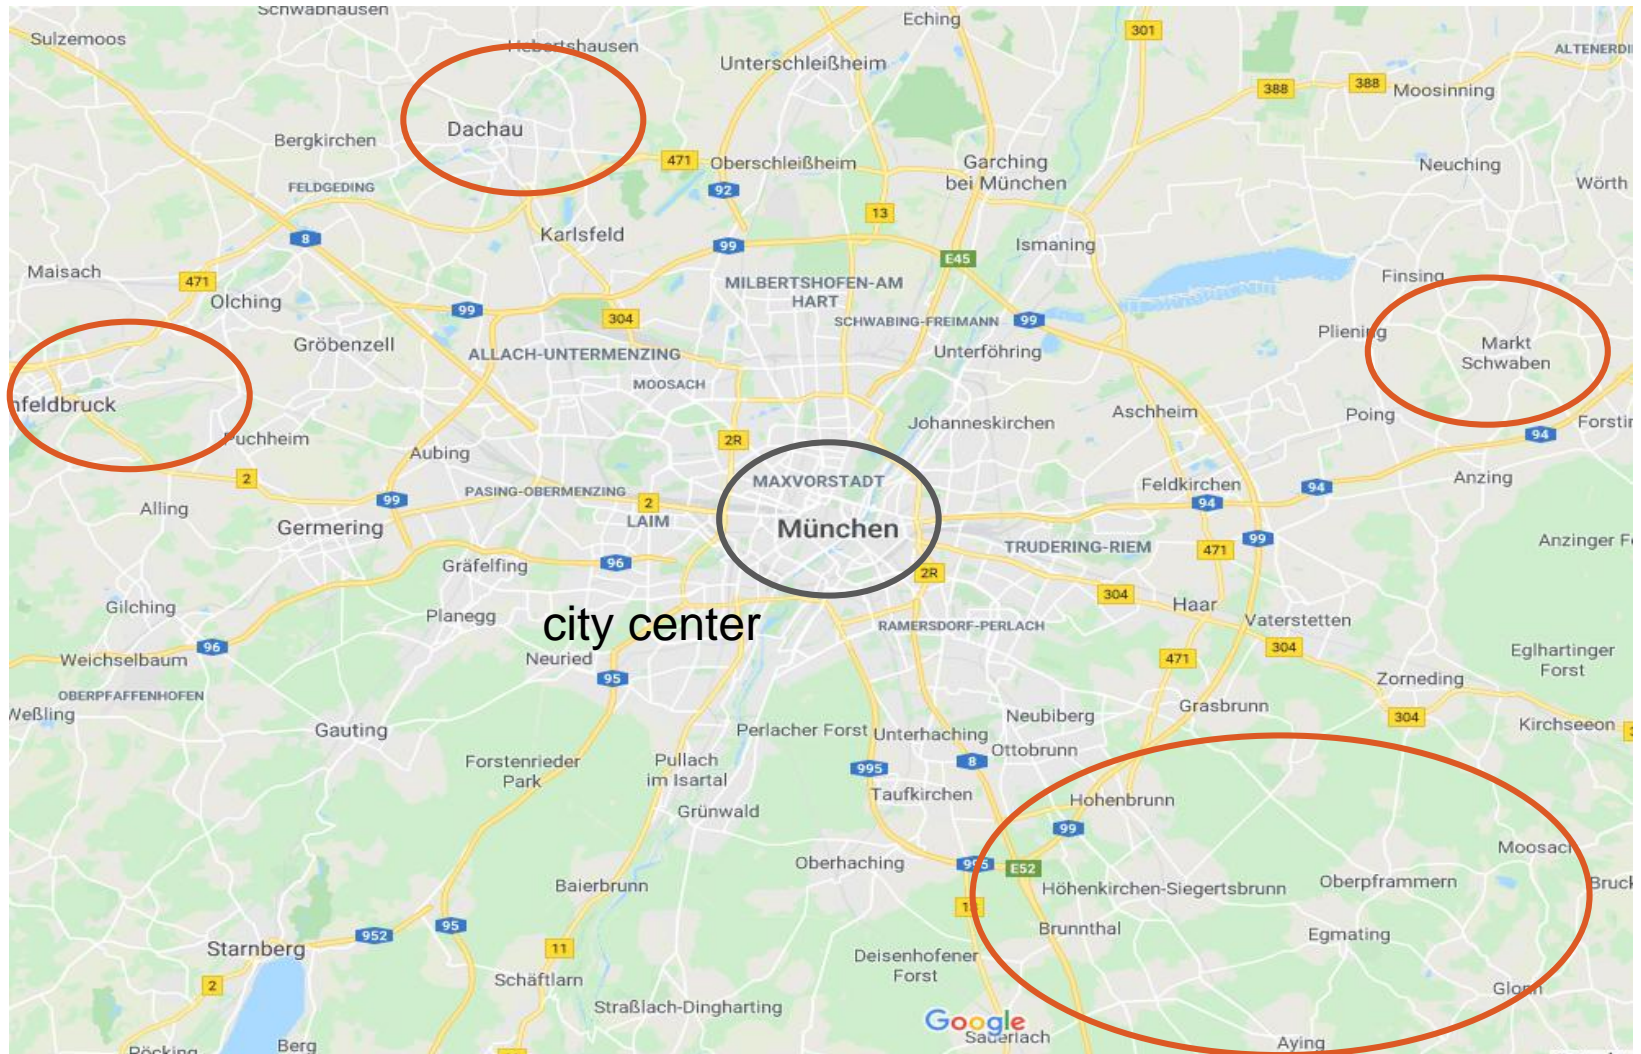 Schwabhausen
Eching
301
Sulzemoos
Hebertshausen
Unterschleißheim
388
388
Moosinning
Dachau
Bergkirchen
471
Oberschleißheim
Garching
bei München
Neuching
FELDGEDING
92
Wörth
13
8
Karlsfeld
99
Ismaning
E45
Maisach
471
MILBERTSHOFEN-AM
HART
Finsing
Olching
99
304
SCHWABING-FREIMANN
99
Pliening
Gröbenzell
ALLACH-UNTERMENZING
Unterföhring
Markt
Schwaben
MOOSACH
nfeldbruck
Aschheim
Poing
Puchheim
2R
Johanneskirchen
94
Aubing
2
MAXVORSTADT
Feldkirchen
94
Anzing
99
PASING-OBERMENZING
2
94
Alling
LAIM
Germering
München
99
TRUDERING-RIEM
471
Gräfelfing
96
2R
304
Gilching
Planegg
city center
Haar
RAMERSDORF-PERLACH
Vaterstetten
96
304
Weichselbaum
Neuried
471
Eglhartinger
Forst
95
OBERPFAFFENHOFEN
Zorneding
Weßling
Grasbrunn
Neubiberg
304
Kirchseeon
Gauting
Perlacher Forst
Unterhaching
Ottobrunn
Forstenrieder
Park
Pullach
im Isartal
995
8
Taufkirchen
Hohenbrunn
Grünwald
99
Oberhaching
995
E52
Baierbrunn
Höhenkirchen-Siegertsbrunn
Oberpframmern
95
Brunnthal
952
Egmating
Starnberg
11
Deisenhofener
Forst
2
Schäftlarn
Glonn
Straßlach-Dingharting
Google
Sauerlach
Aying
Berg
Pöcking